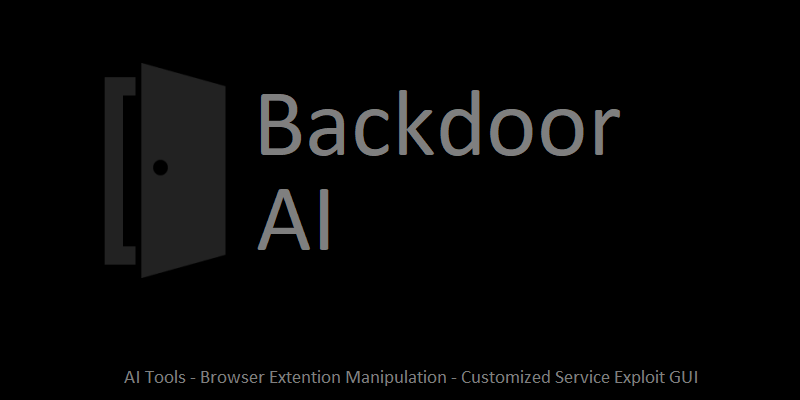 Backdoor
AI
AI Tools - Browser Extention Manipulation - Customized Service Exploit GUI